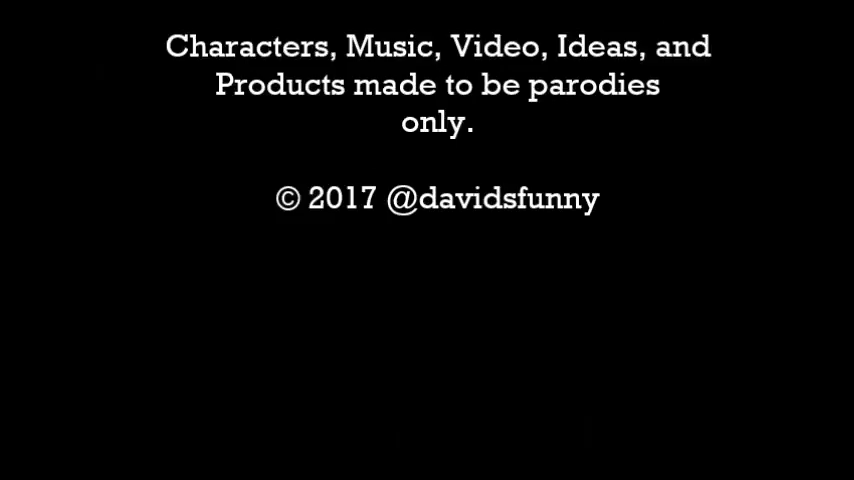 Characters, Music, Video, Ideas, and
Products made to be parodies
only.
© 2017 @davidsfunny